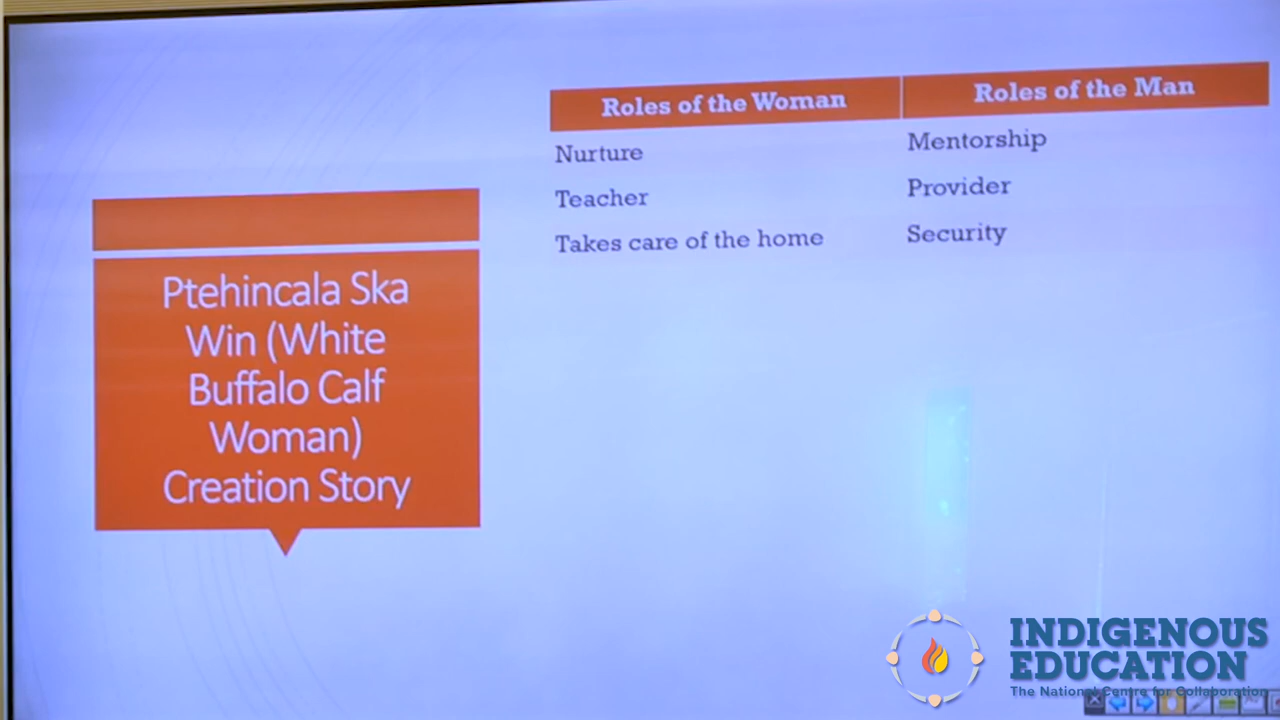 Ptehincala Ska
Win (White
Buffalo Calf
Woman)
Creation Story
Roles of the Woman Roles of the Man
Nurture Mentorship
Teacher Provider
Takes care of the home Security
INDIGENOUS
EDUCATION
The National Centre for Collaboration